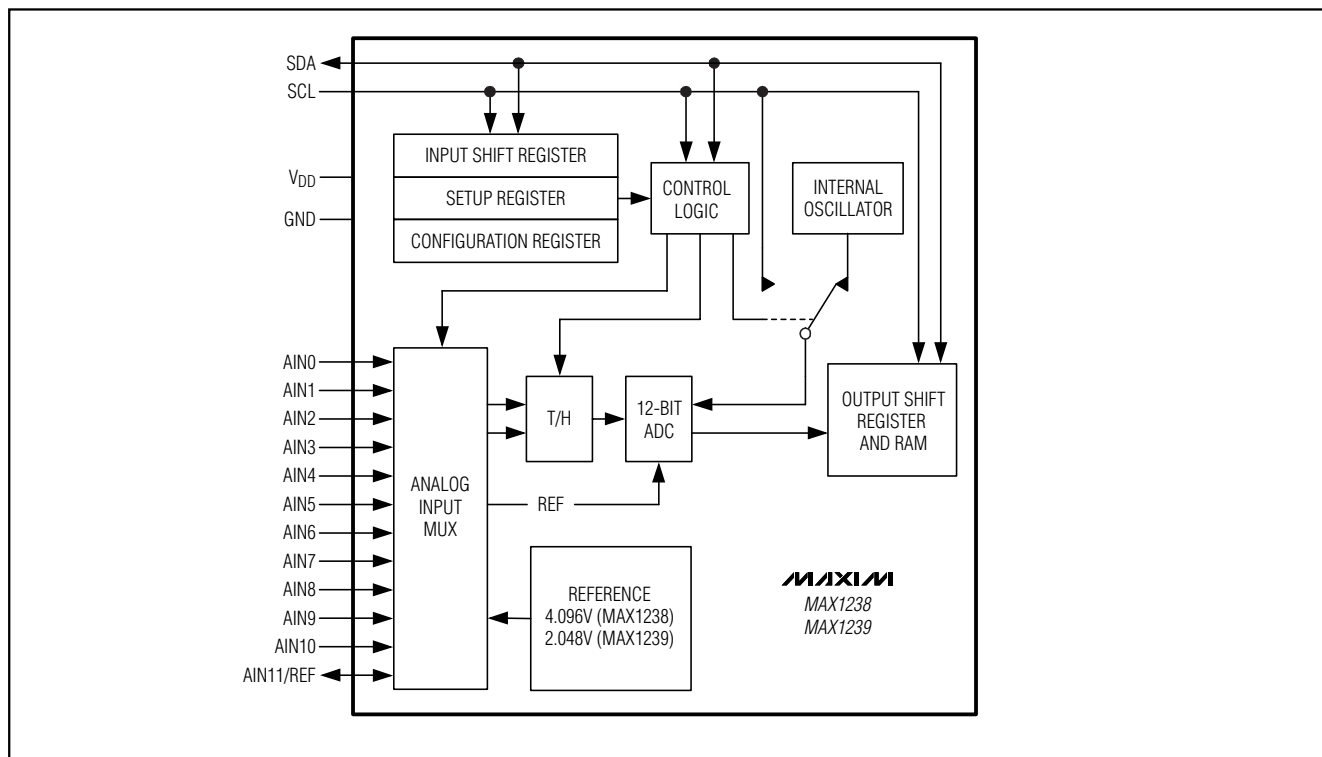 SDA
SCL
V_DD
GND
INPUT SHIFT REGISTER
SETUP REGISTER
CONFIGURATION REGISTER
CONTROL
LOGIC
INTERNAL
OSCILLATOR
AIN0
AIN1
AIN2
AIN3
AIN4
AIN5
AIN6
AIN7
AIN8
AIN9
AIN10
AIN11/REF
ANALOG
INPUT
MUX
T/H
12-BIT
ADC
REF
OUTPUT SHIFT
REGISTER
AND RAM
REFERENCE
4.096V (MAX1238)
2.048V (MAX1239)
MAXIM
MAX1238
MAX1239